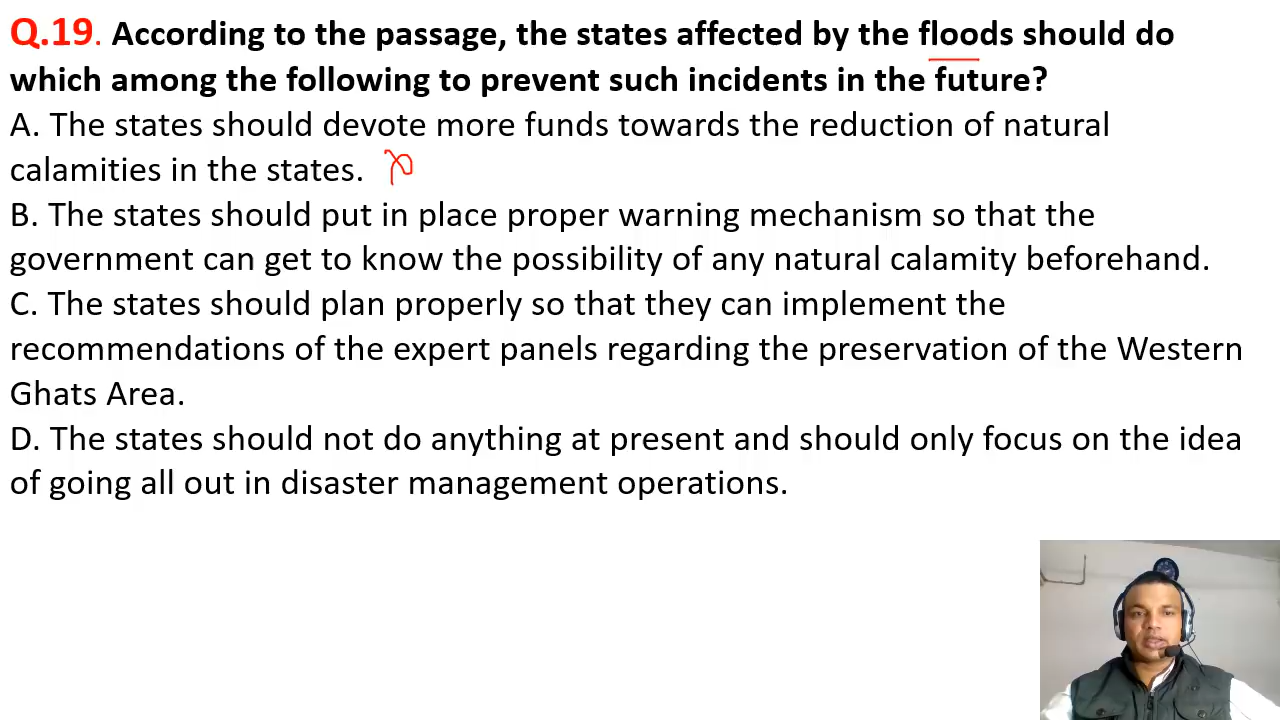 Q.19. According to the passage, the states affected by the floods should do
which among the following to prevent such incidents in the future?
A. The states should devote more funds towards the reduction of natural
calamities in the states.
B. The states should put in place proper warning mechanism so that the
government can get to know the possibility of any natural calamity beforehand.
C. The states should plan properly so that they can implement the
recommendations of the expert panels regarding the preservation of the Western
Ghats Area.
D. The states should not do anything at present and should only focus on the idea
of going all out in disaster management operations.